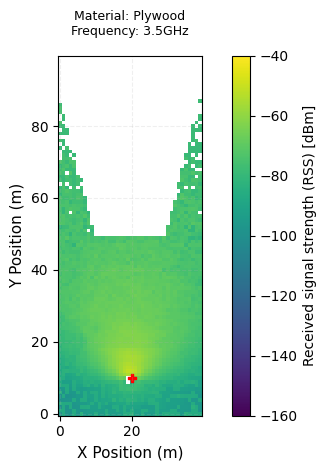 Material: Plywood
Frequency: 3.5GHz
Y Position (m)
80
60
40
20
0
0
20
X Position (m)
−40
−60
−80
−100
−120
−140
−160
Received signal strength (RSS) [dBm]